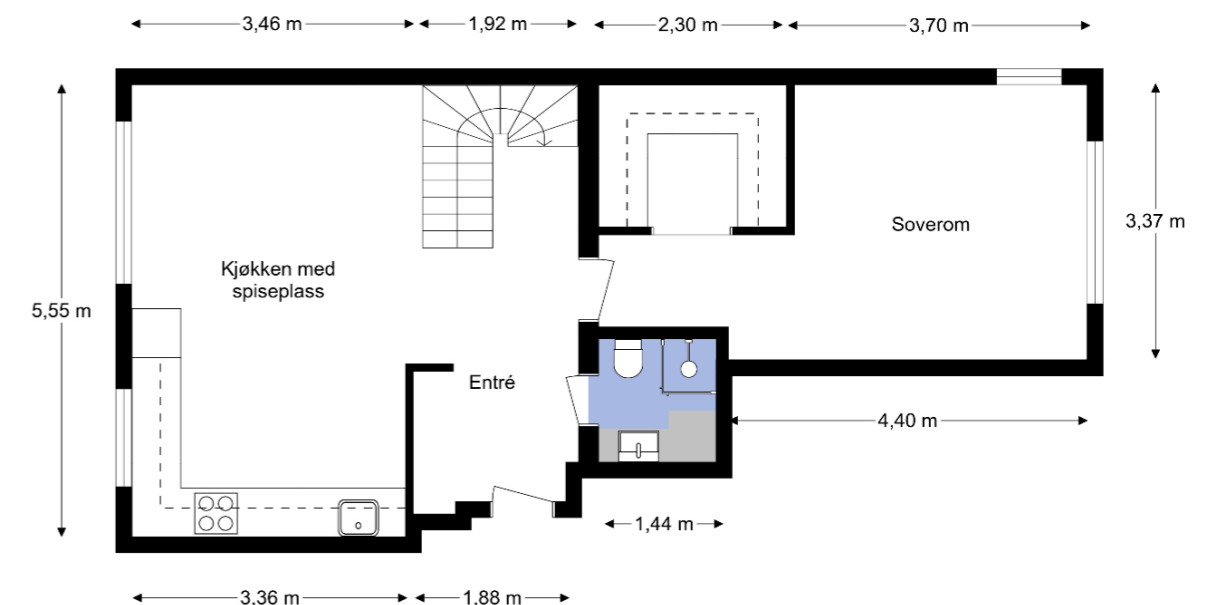 3,46 m
1,92 m
2,30 m
3,70 m
Soverom
3,37 m
Kjøkken med
spiseplass
5,55 m
Entré
4,40 m
1,44 m
3,36 m
1,88 m